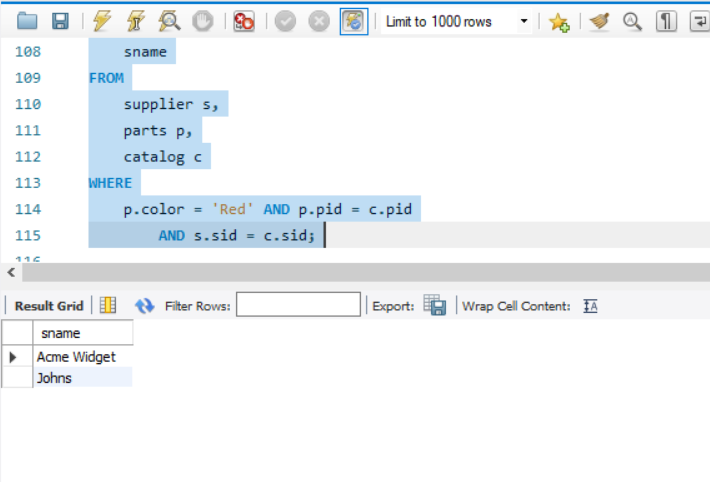 Limit to 1000 rows
108 sname
109 FROM
110 supplier s,
111 parts p,
112 catalog c
113 WHERE
114 p.color = 'Red' AND p.pid = c.pid
115 AND s.sid = c.sid;
116
Result Grid Filter Rows: Export: Wrap Cell Content:
sname
Acme Widget
Johns